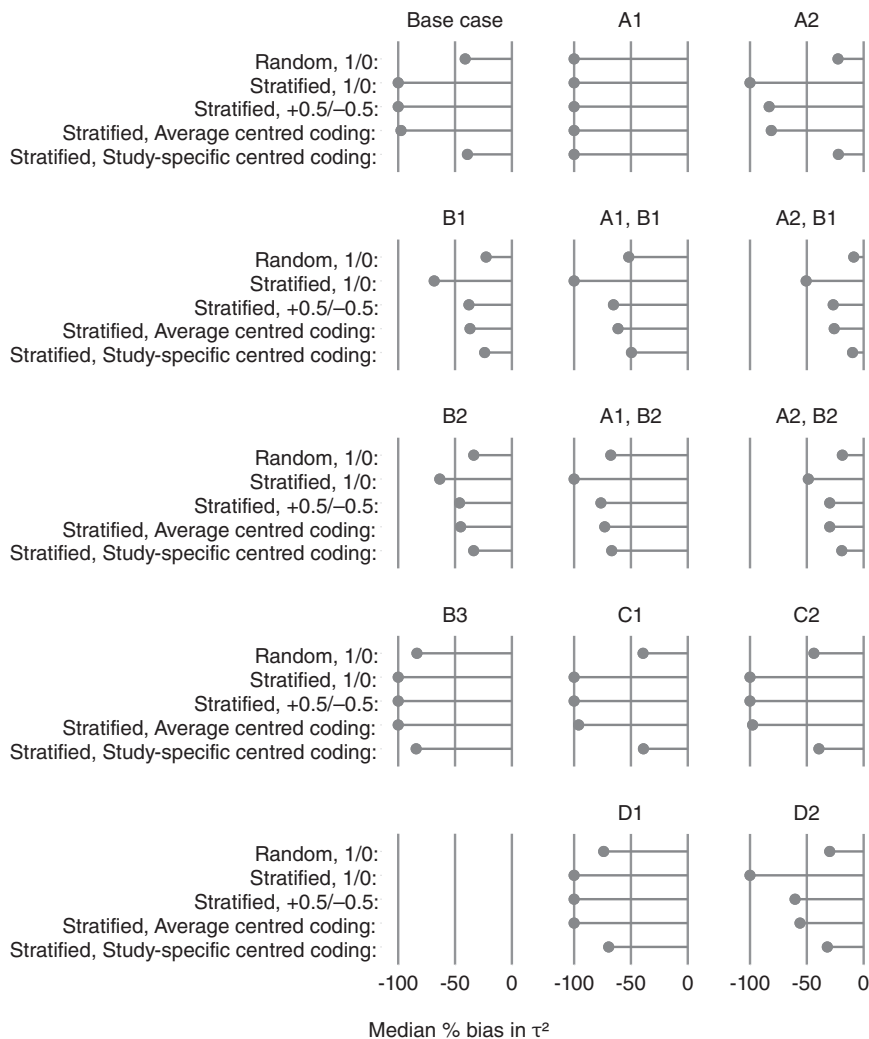 Base case A1 A2
Random, 1/0:
Stratified, 1/0:
Stratified, +0.5/–0.5:
Stratified, Average centred coding:
Stratified, Study-specific centred coding:
B1 A1, B1 A2, B1
Random, 1/0:
Stratified, 1/0:
Stratified, +0.5/–0.5:
Stratified, Average centred coding:
Stratified, Study-specific centred coding:
B2 A1, B2 A2, B2
Random, 1/0:
Stratified, 1/0:
Stratified, +0.5/–0.5:
Stratified, Average centred coding:
Stratified, Study-specific centred coding:
B3 C1 C2
Random, 1/0:
Stratified, 1/0:
Stratified, +0.5/–0.5:
Stratified, Average centred coding:
Stratified, Study-specific centred coding:
D1 D2
Random, 1/0:
Stratified, 1/0:
Stratified, +0.5/–0.5:
Stratified, Average centred coding:
Stratified, Study-specific centred coding:
-100 -50 0 -100 -50 0 -100 -50 0
Median % bias in τ²